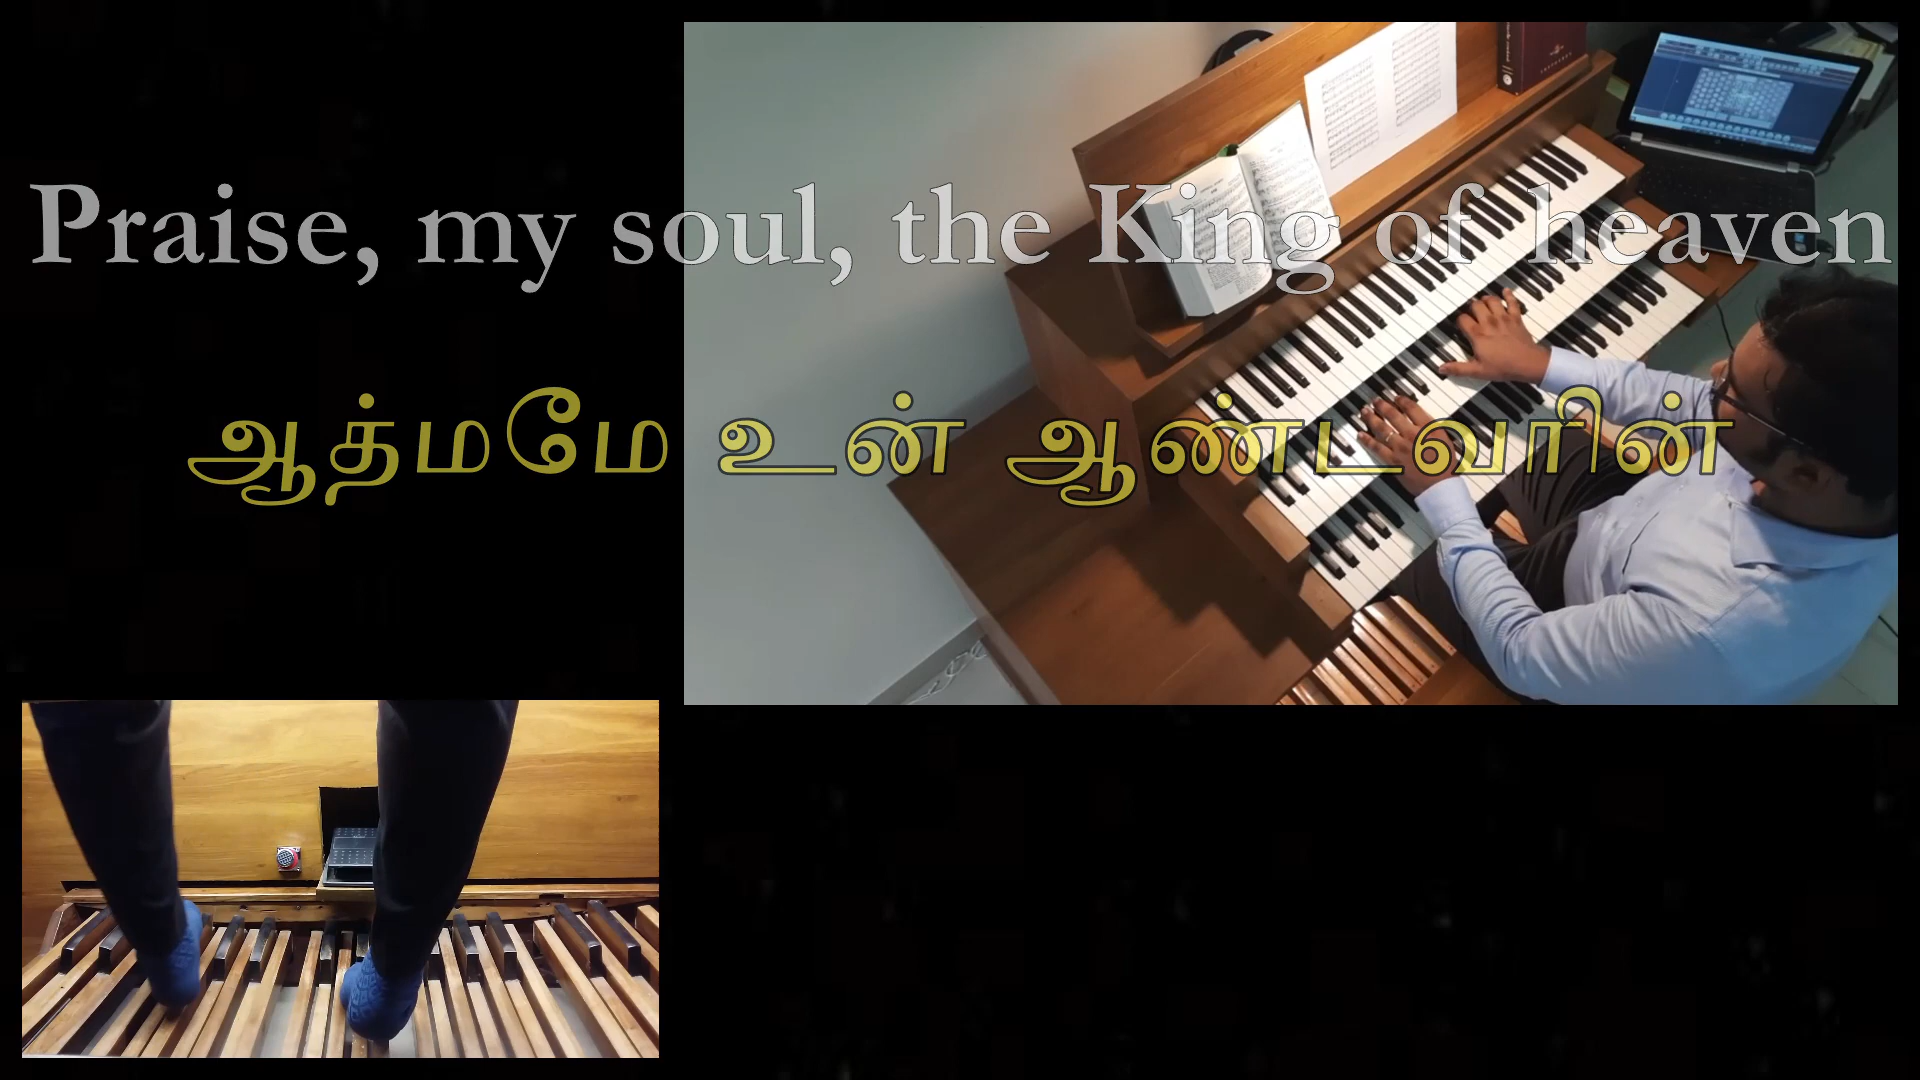 Praise, my soul, the King of heaven
ஆத்மமே உன் ஆண்டவரின்